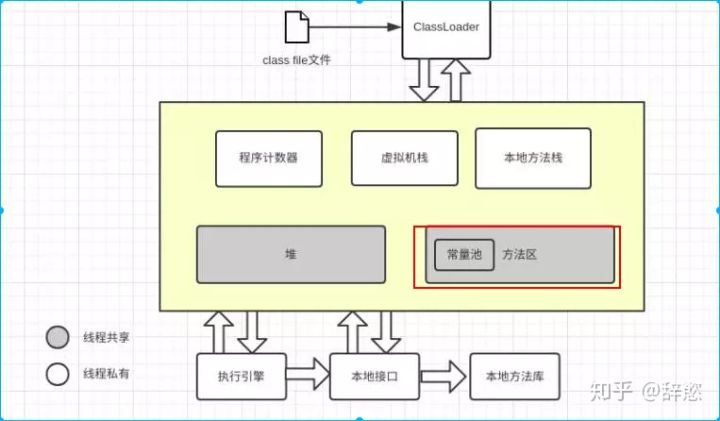 ClassLoader
class file文件
程序计数器
虚拟机栈
本地方法栈
堆
常量池
方法区
线程共享
线程私有
执行引擎
本地接口
本地方法库
知乎 @辞慾